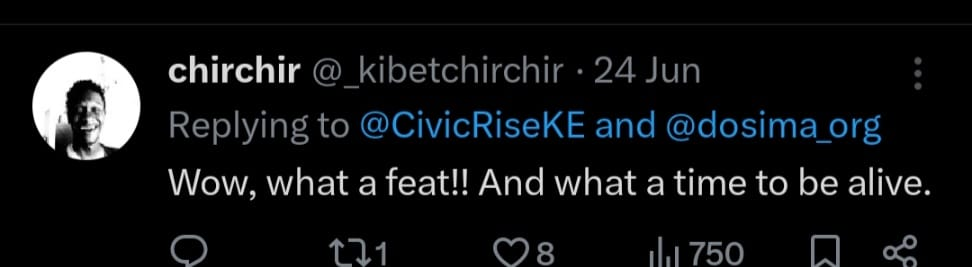 chirchir @_kibetchirchir · 24 Jun
Replying to @CivicRiseKE and @dosima_org
Wow, what a feat!! And what a time to be alive.
1 8 750